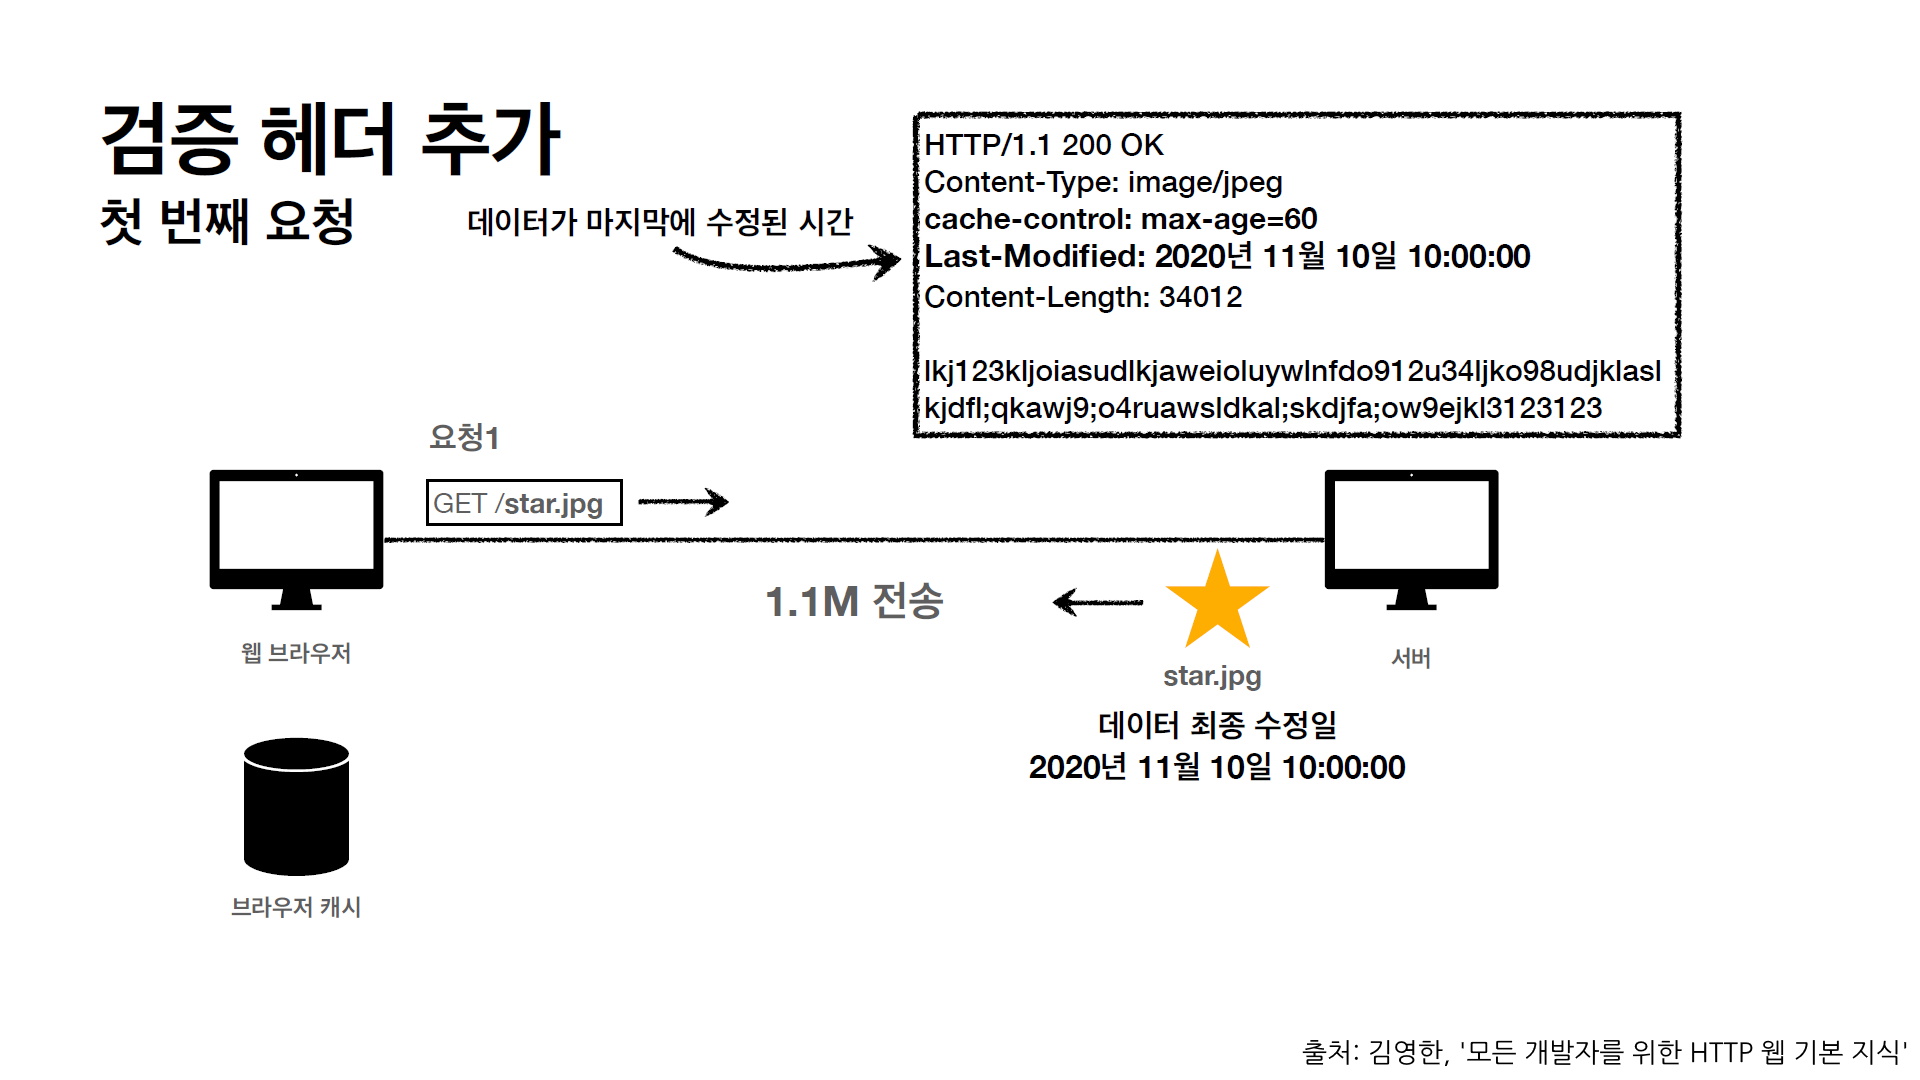 검증 헤더 추가
첫 번째 요청
데이터가 마지막에 수정된 시간
HTTP/1.1 200 OK
Content-Type: image/jpeg
cache-control: max-age=60
Last-Modified: 2020년 11월 10일 10:00:00
Content-Length: 34012
lkj123kljoiasudlkjaweioluywlnfdo912u34ljko98udjklasl
kjdfl;qkawj9;o4ruawsldkal;skdjfa;ow9ejkl3123123
요청1
GET /star.jpg
1.1M 전송
웹 브라우저
서버
star.jpg
데이터 최종 수정일
2020년 11월 10일 10:00:00
브라우저 캐시
출처: 김영한, '모든 개발자를 위한 HTTP 웹 기본 지식'